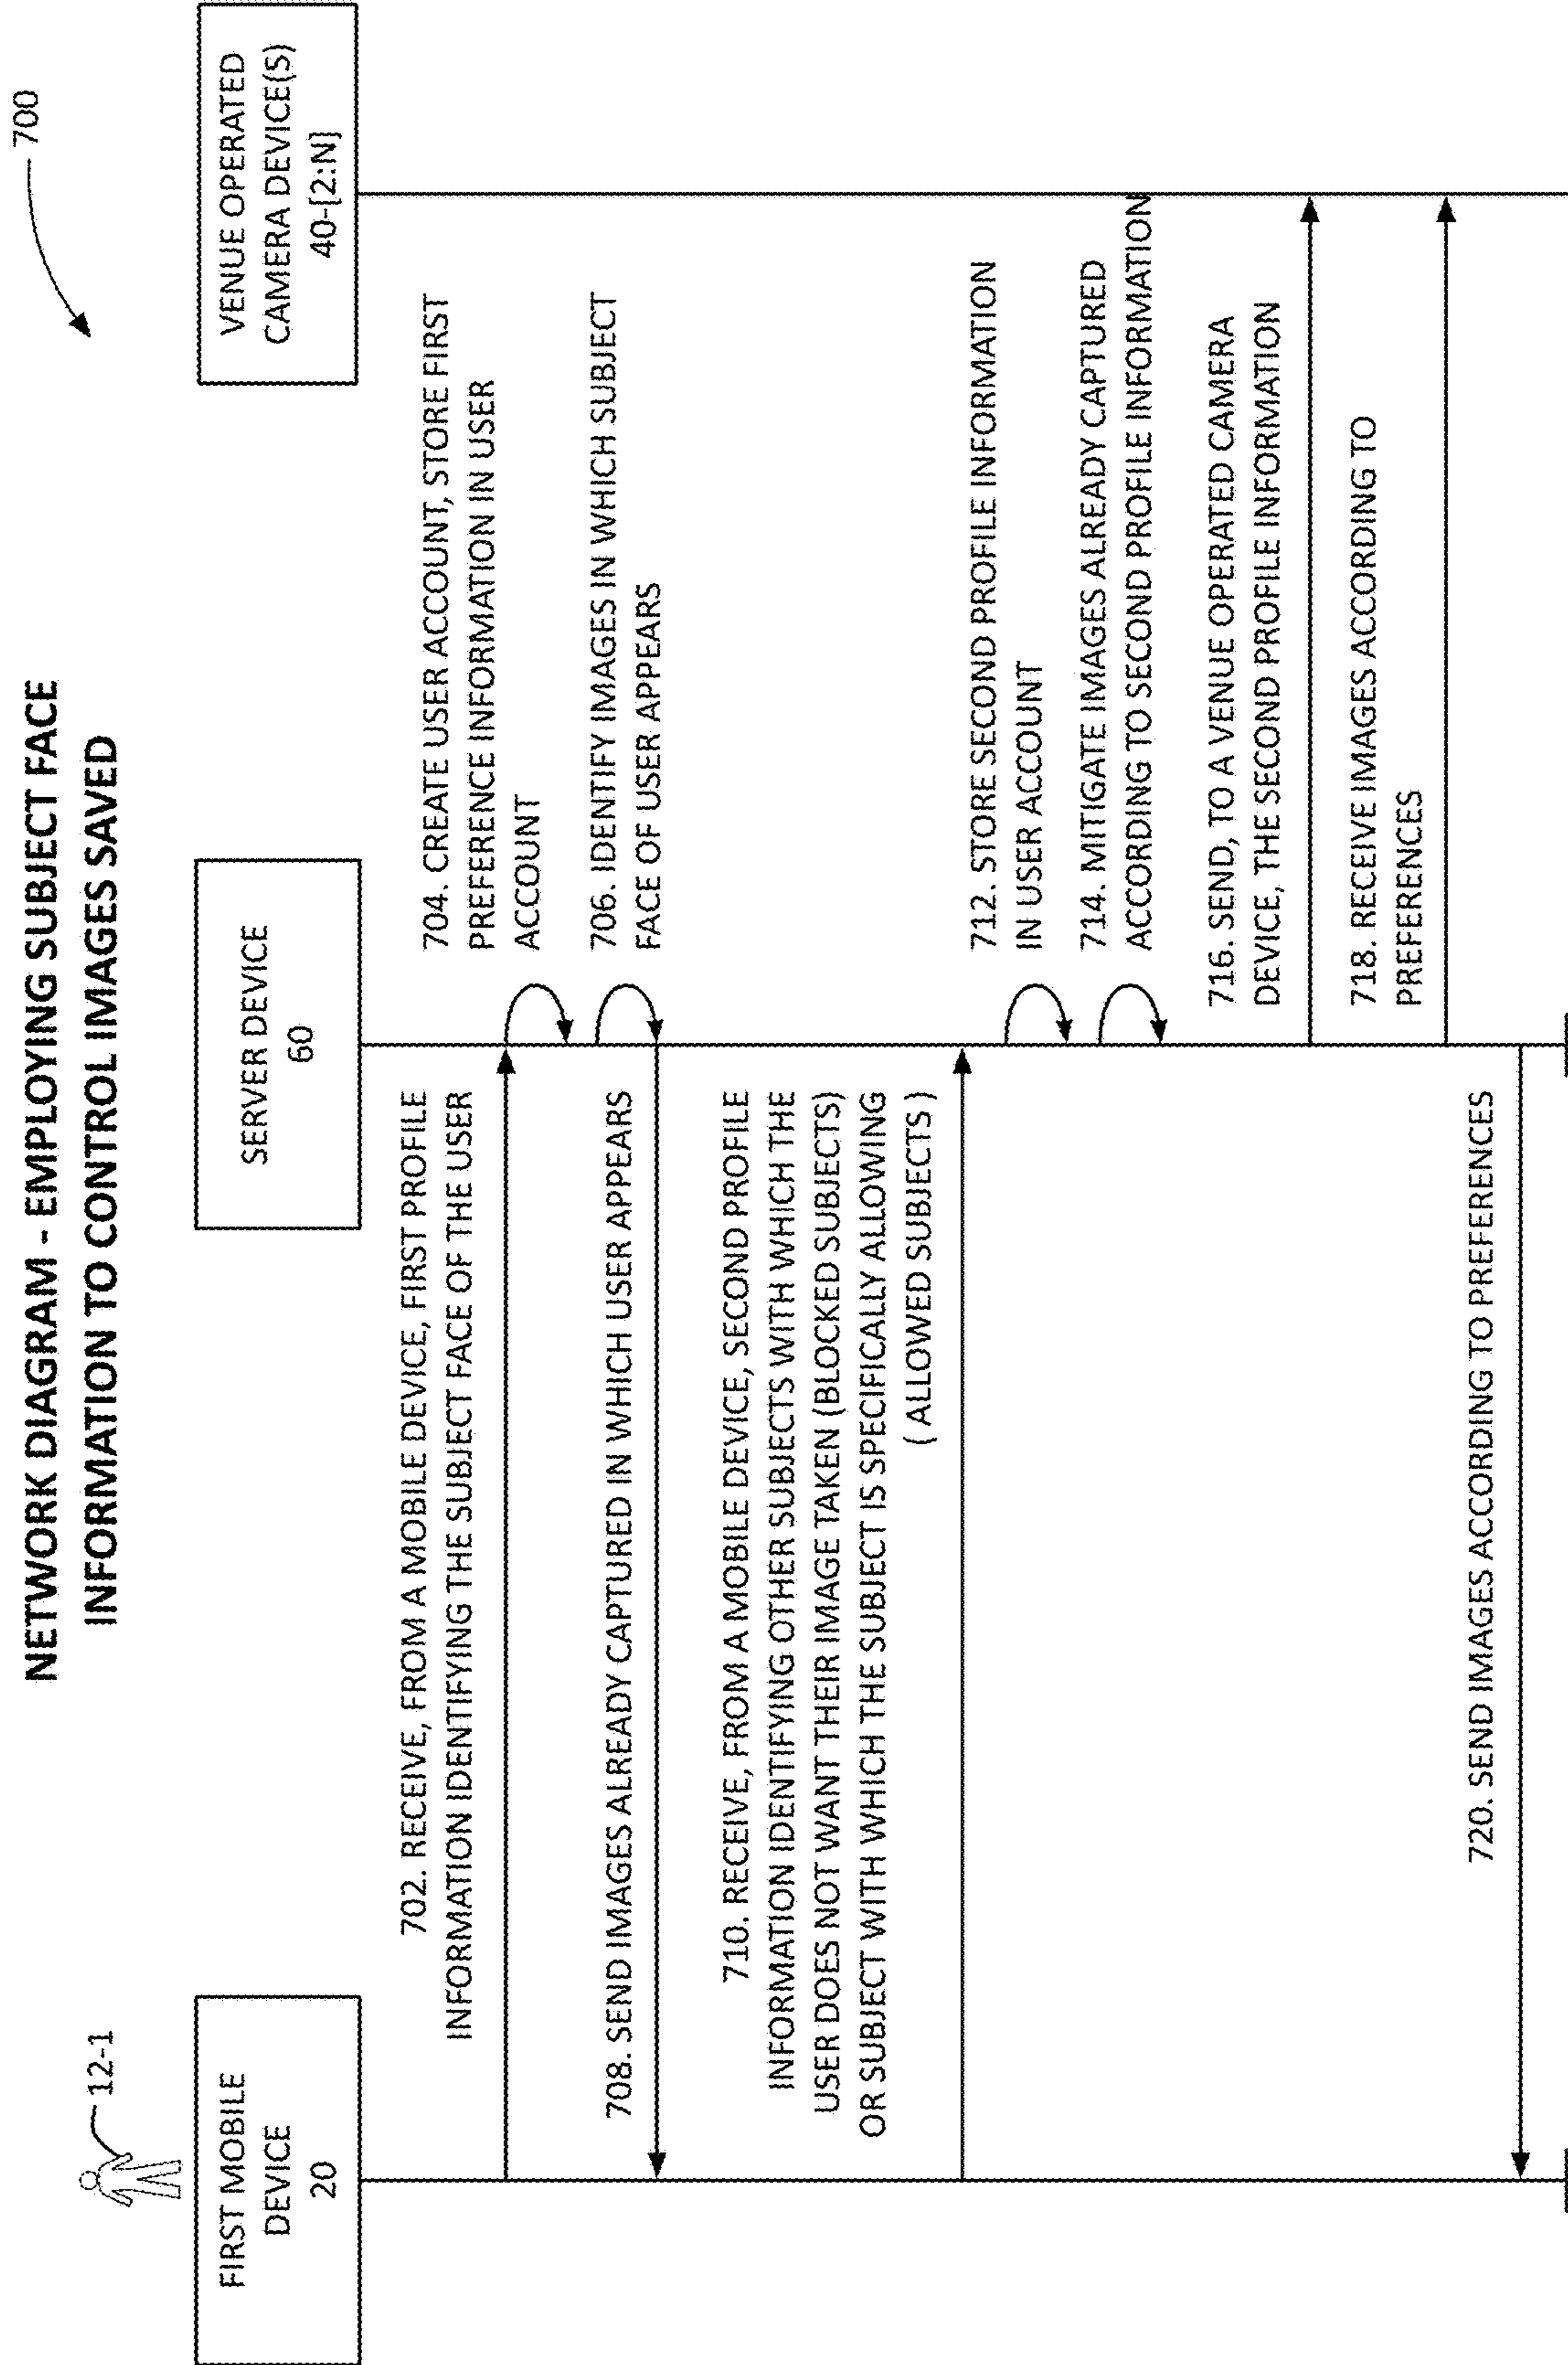 NETWORK DIAGRAM - EMPLOYING SUBJECT FACE
INFORMATION TO CONTROL IMAGES SAVED
700
12-1
FIRST MOBILE
DEVICE
20
SERVER DEVICE
60
VENUE OPERATED
CAMERA DEVICE(S)
40-[2:N]
702. RECEIVE, FROM A MOBILE DEVICE, FIRST PROFILE
INFORMATION IDENTIFYING THE SUBJECT FACE OF THE USER
704. CREATE USER ACCOUNT, STORE FIRST
PREFERENCE INFORMATION IN USER
ACCOUNT
706. IDENTIFY IMAGES IN WHICH SUBJECT
FACE OF USER APPEARS
708. SEND IMAGES ALREADY CAPTURED IN WHICH USER APPEARS
710. RECEIVE, FROM A MOBILE DEVICE, SECOND PROFILE
INFORMATION IDENTIFYING OTHER SUBJECTS WITH WHICH THE
USER DOES NOT WANT THEIR IMAGE TAKEN (BLOCKED SUBJECTS)
OR SUBJECT WITH WHICH THE SUBJECT IS SPECIFICALLY ALLOWING
( ALLOWED SUBJECTS )
712. STORE SECOND PROFILE INFORMATION
IN USER ACCOUNT
714. MITIGATE IMAGES ALREADY CAPTURED
ACCORDING TO SECOND PROFILE INFORMATION
716. SEND, TO A VENUE OPERATED CAMERA
DEVICE, THE SECOND PROFILE INFORMATION
718. RECEIVE IMAGES ACCORDING TO
PREFERENCES
720. SEND IMAGES ACCORDING TO PREFERENCES